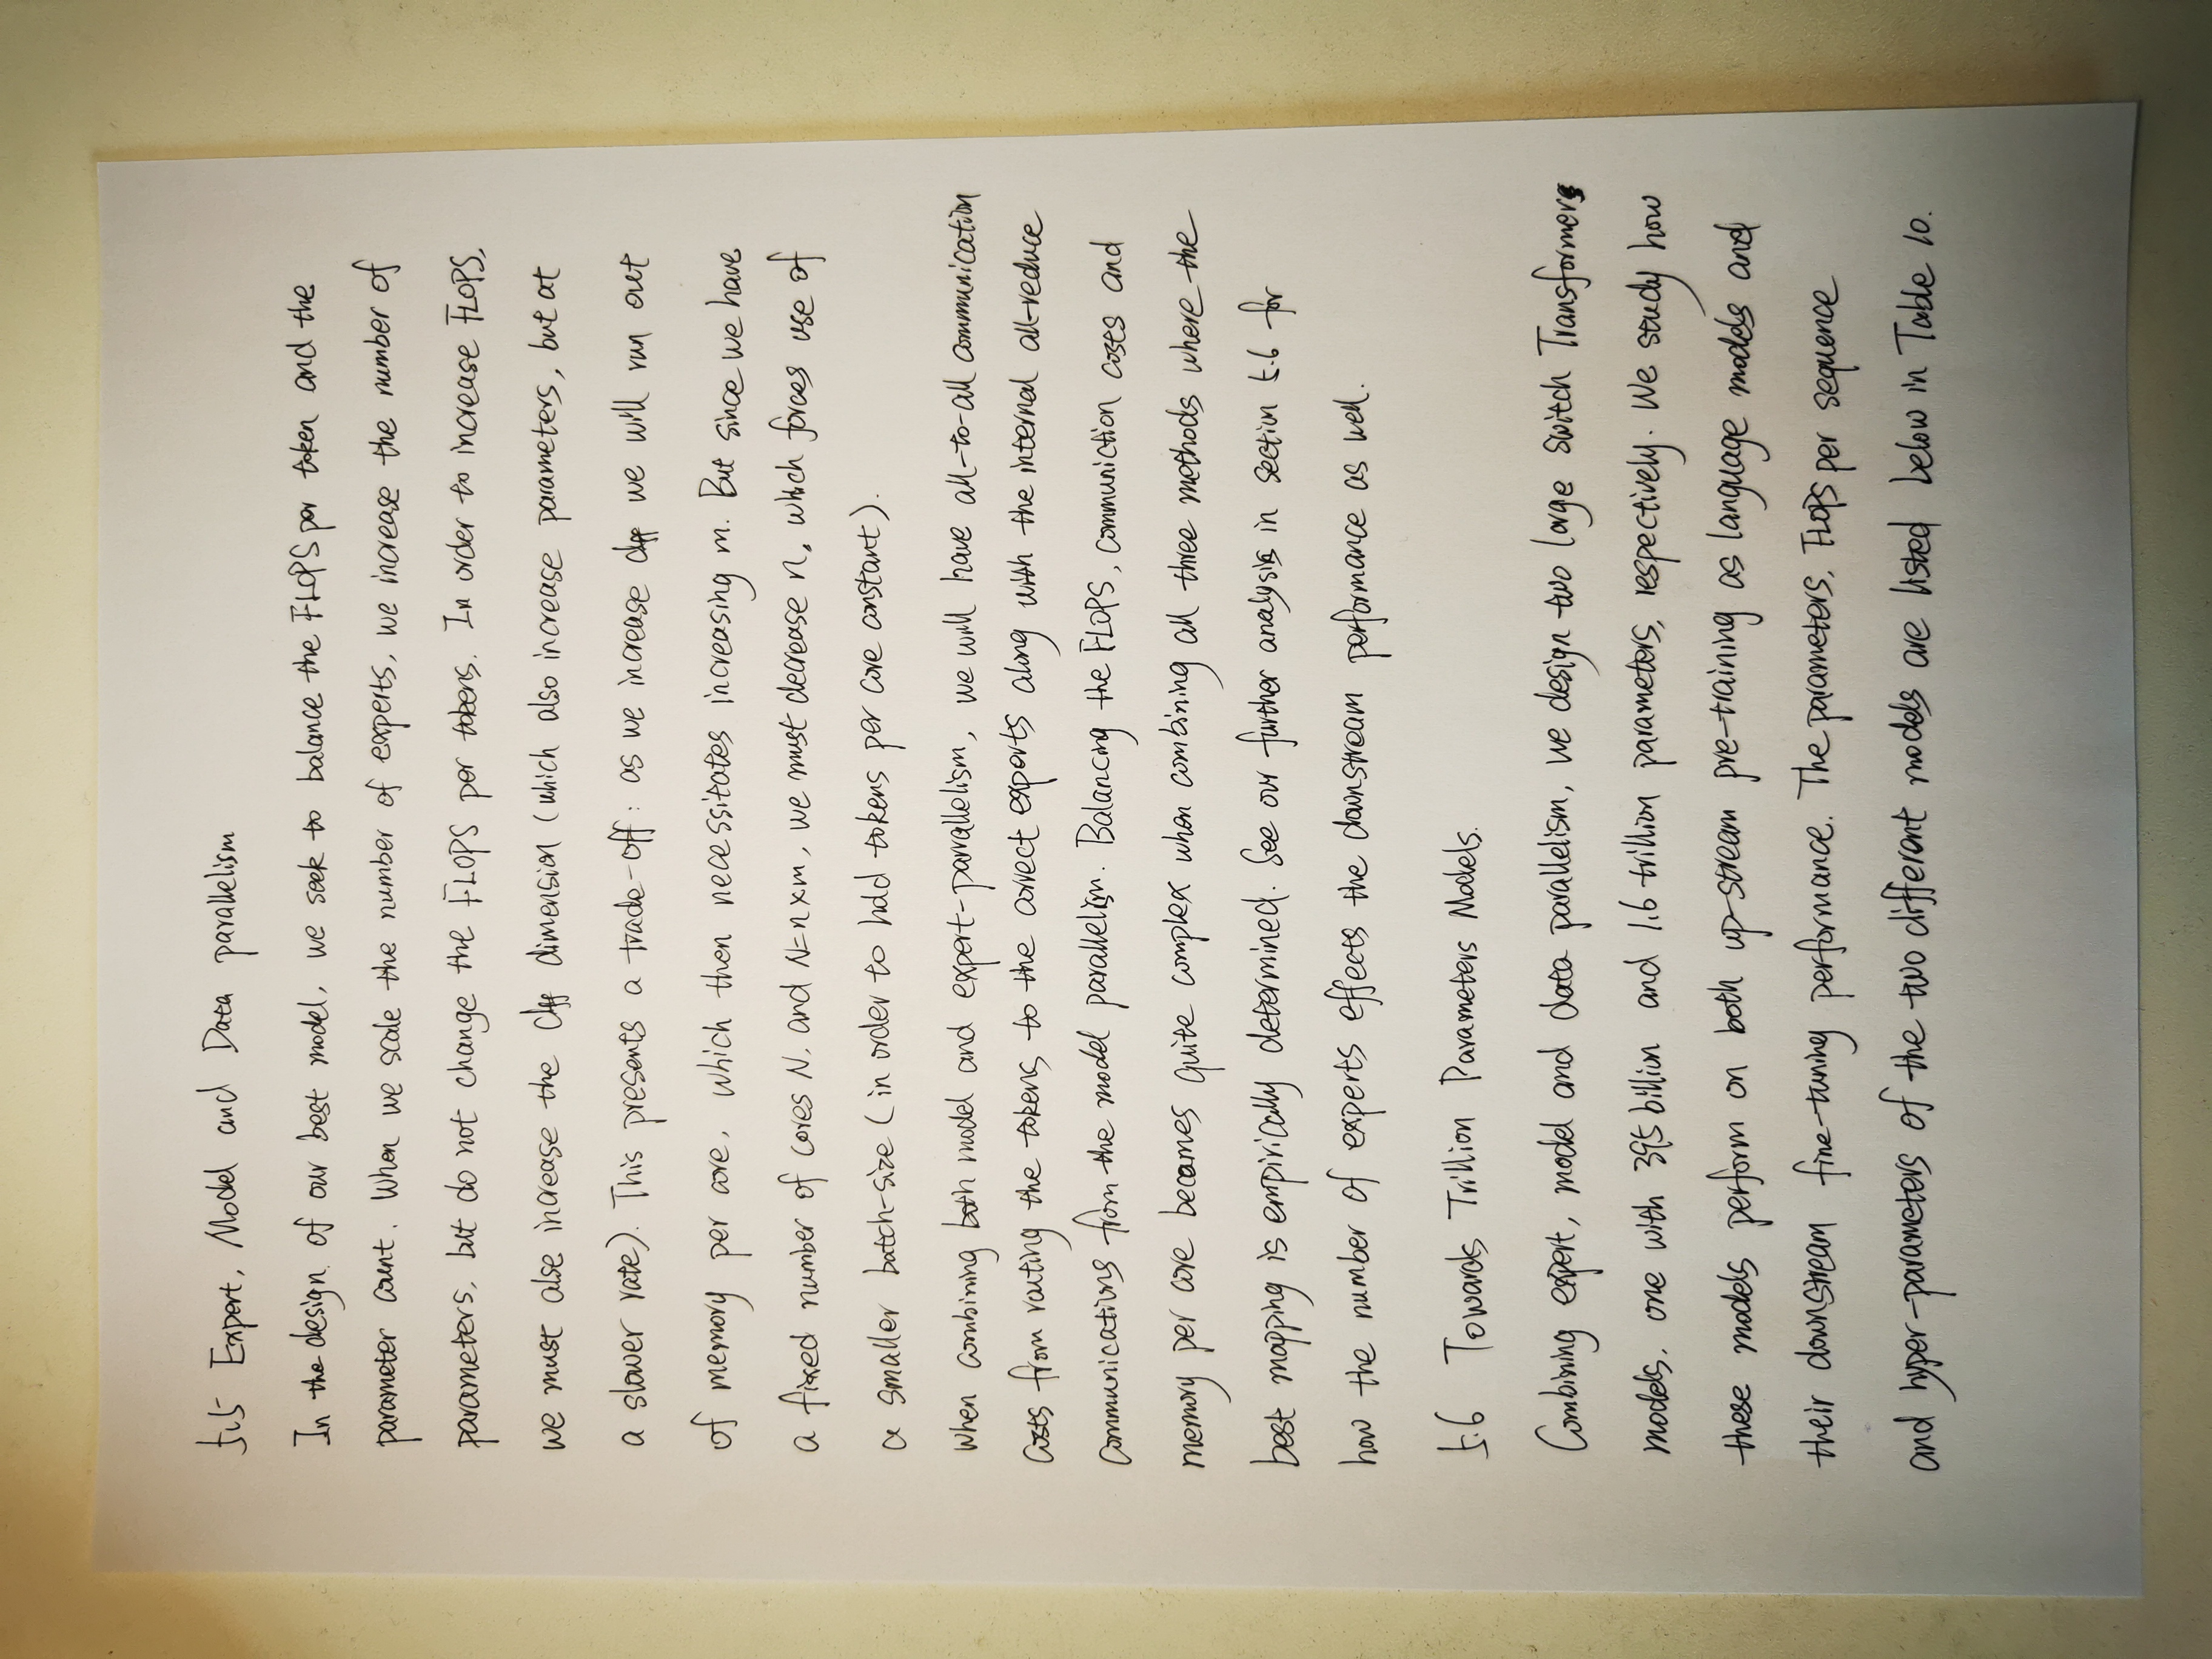 5.5 Expert, Model and Data parallelism
In the design of our best model, we seek to balance the FLOPS per token and the
parameter count. When we scale the number of experts, we increase the number of
parameters, but do not change the FLOPS per tokens. In order to increase FLOPS,
we must alse increase the dff dimension (which also increase parameters, but at
a slower rate). This presents a trade-off: as we increase dff we will run out
of memory per core, which then necessitates increasing m. But since we have
a fixed number of cores N, and N=n×m, we must decrease n, which forces use of
a smaller batch-size (in order to hold tokens per core constant).
when combining both model and expert-parrallelism, we will have all-to-all communication
costs from routing the tokens to the correct experts along with the internal all-reduce
communications from the model parallelism. Balancing the FLOPS, communiction costs and
memory per core becomes quite complex when combining all three methods where the
best mapping is empirically determined. See our further analysis in section 5.6 for
how the number of experts effects the downstream performance as well.
5.6 Towards Trillion Parameters Models.
Combining expert, model and data parallelism, we design two large switch Transformers
models, one with 395 billion and 1.6 trillion parameters, respectively. We study how
these models perform on both up-stream pre-training as language models and
their downstream fine-tuning performance. The parameters, FLOPS per sequence
and hyper-parameters of the two different models are listed below in Table 10.